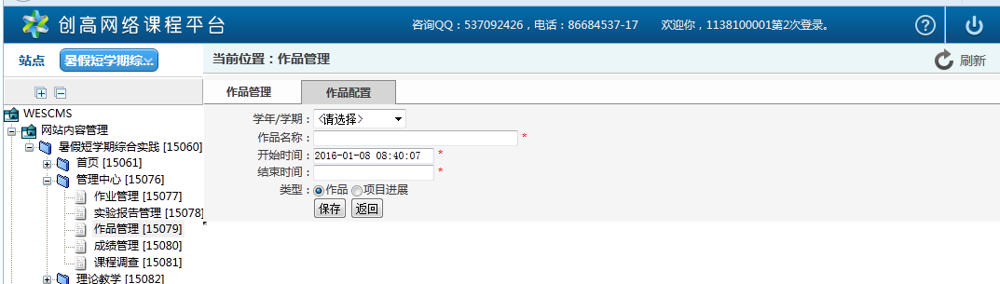 创高网络课程平台 咨询QQ：537092426，电话：86684537-17 欢迎你，1138100001第2次登录。
站点 暑假短学期综... 当前位置：作品管理 刷新
作品管理 作品配置
WESCMS
网站内容管理
暑假短学期综合实践 [15060]
首页 [15061]
管理中心 [15076]
作业管理 [15077]
实验报告管理 [15078]
作品管理 [15079]
成绩管理 [15080]
课程调查 [15081]
理论教学 [15082]
学年/学期： <请选择>
作品名称： *
开始时间： 2016-01-08 08:40:07 *
结束时间： *
类型： 作品 项目进展
保存 返回